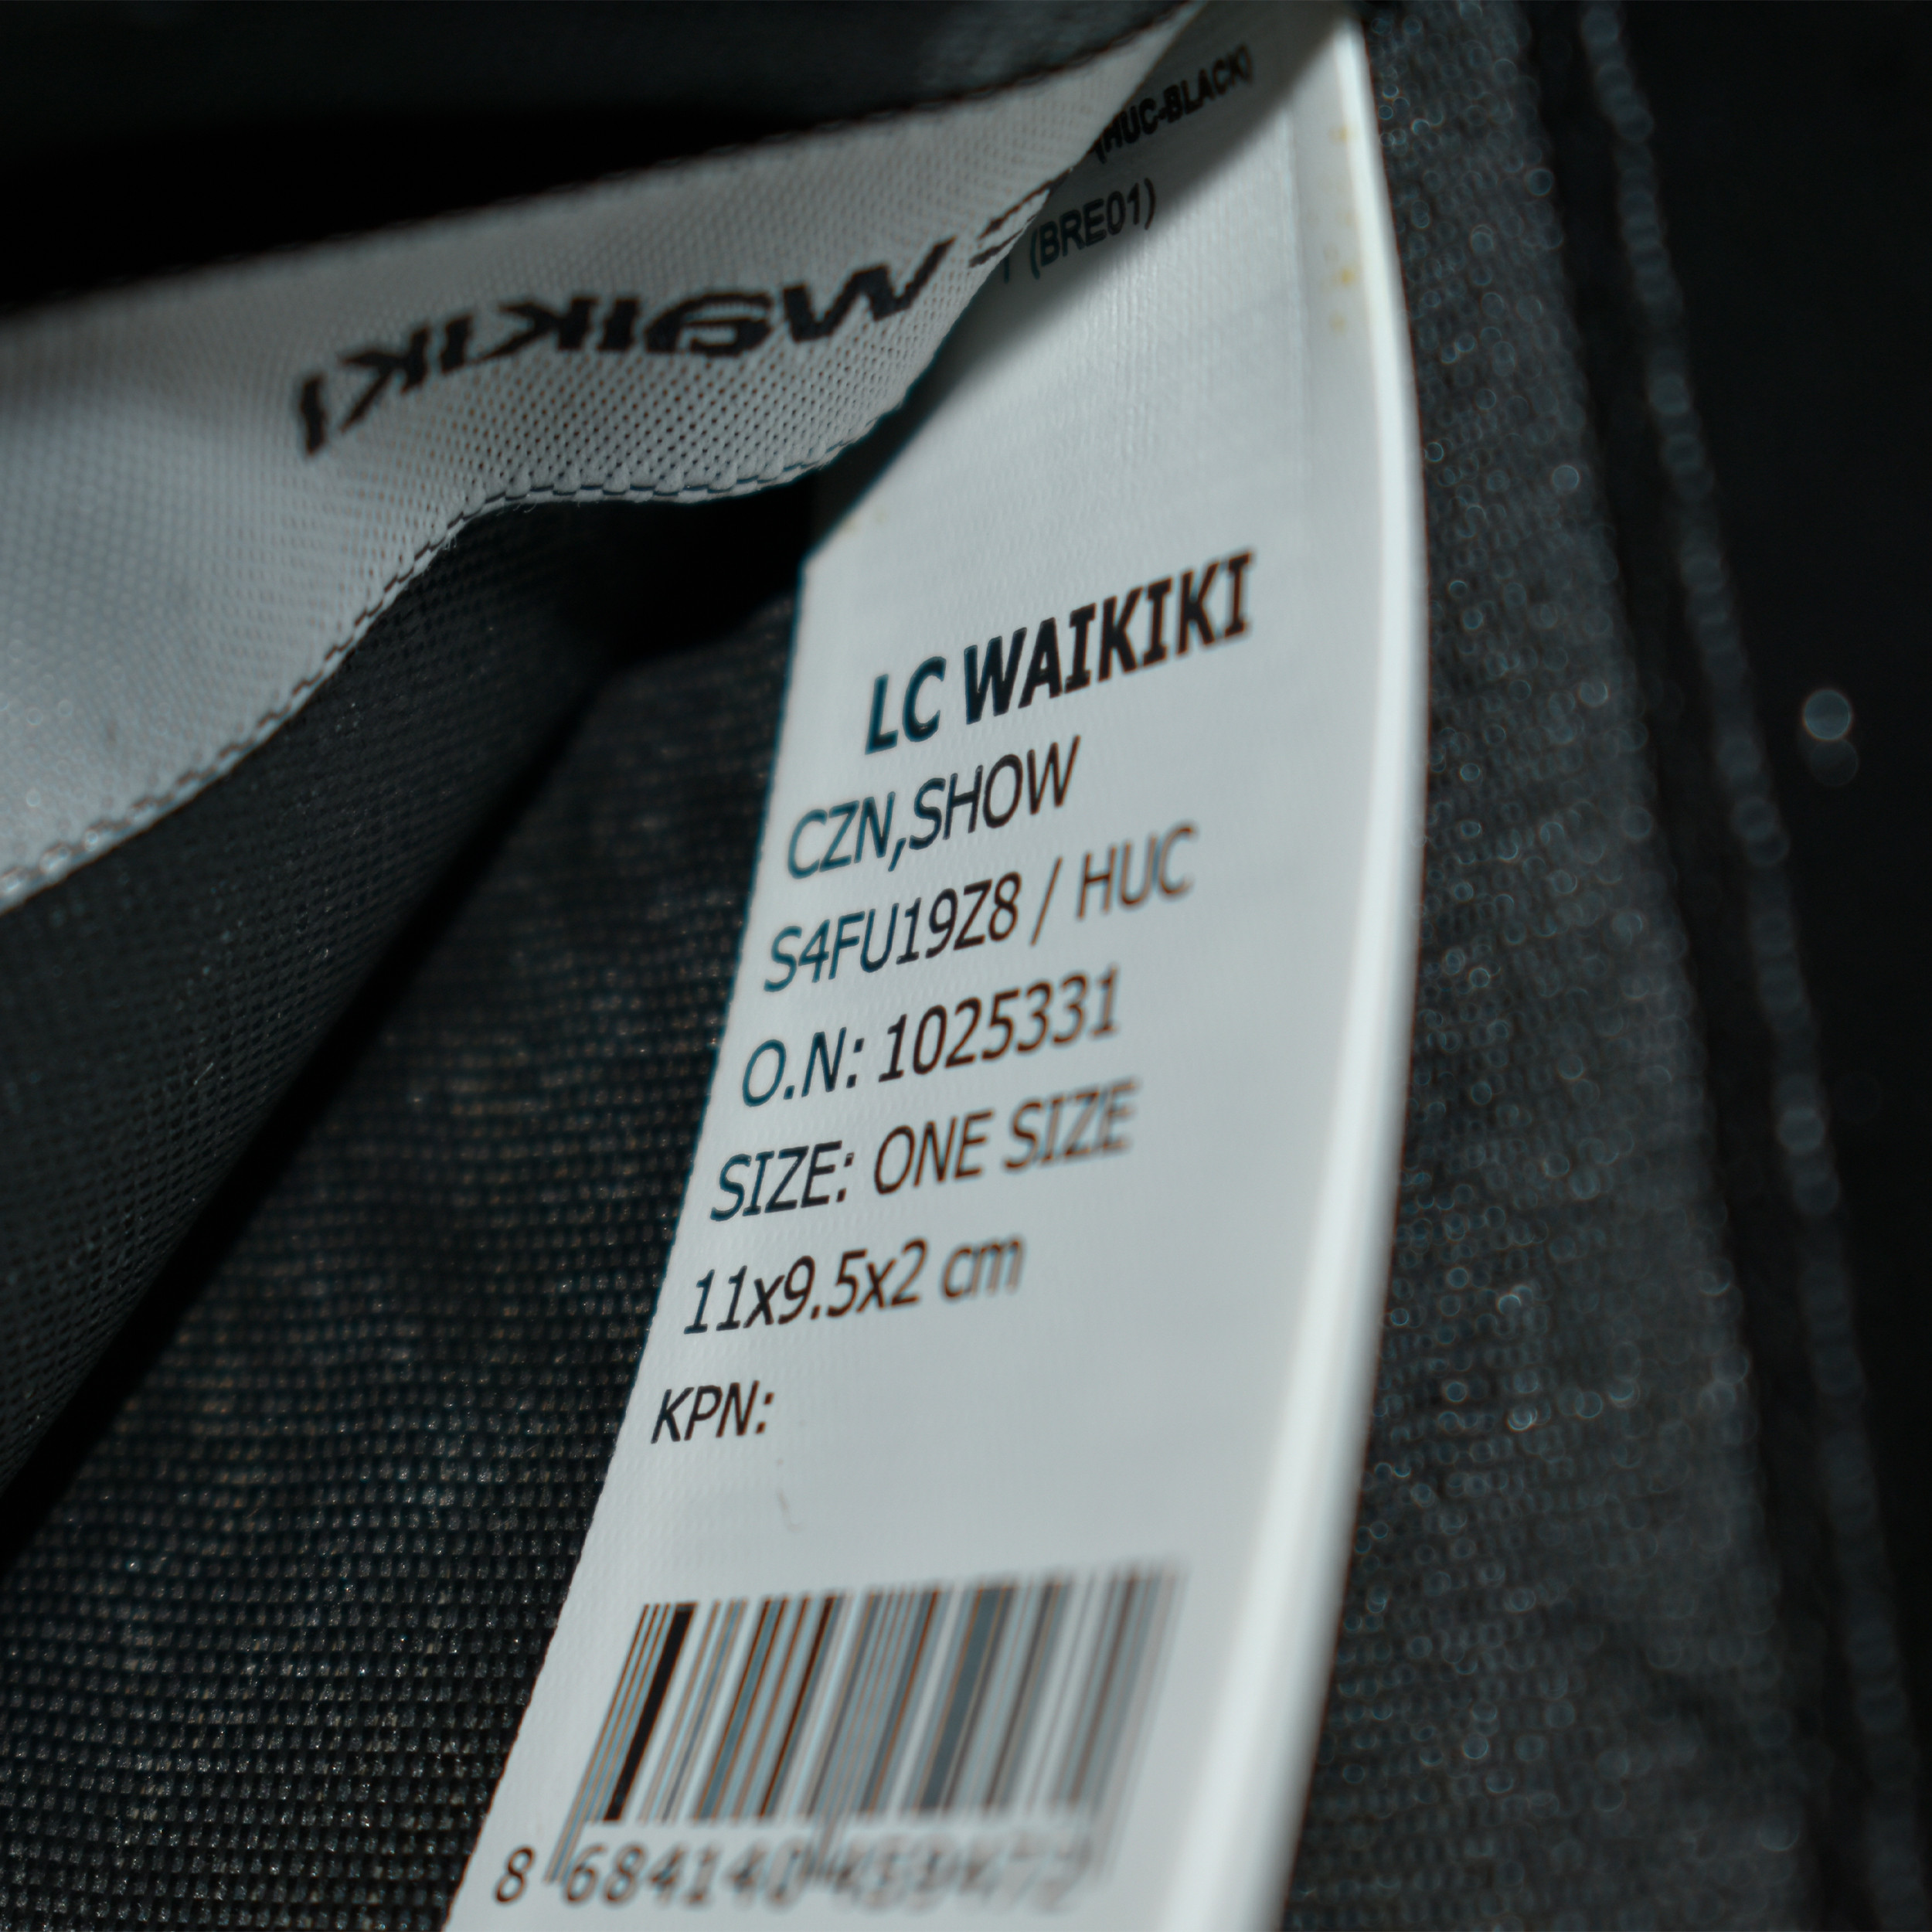 (HUC-BLACK)
(BRE01)
waikiki
LC WAIKIKI
CZN,SHOW
S4FU19Z8 / HUC
O.N: 1025331
SIZE: ONE SIZE
11x9.5x2 cm
KPN:
8 684140